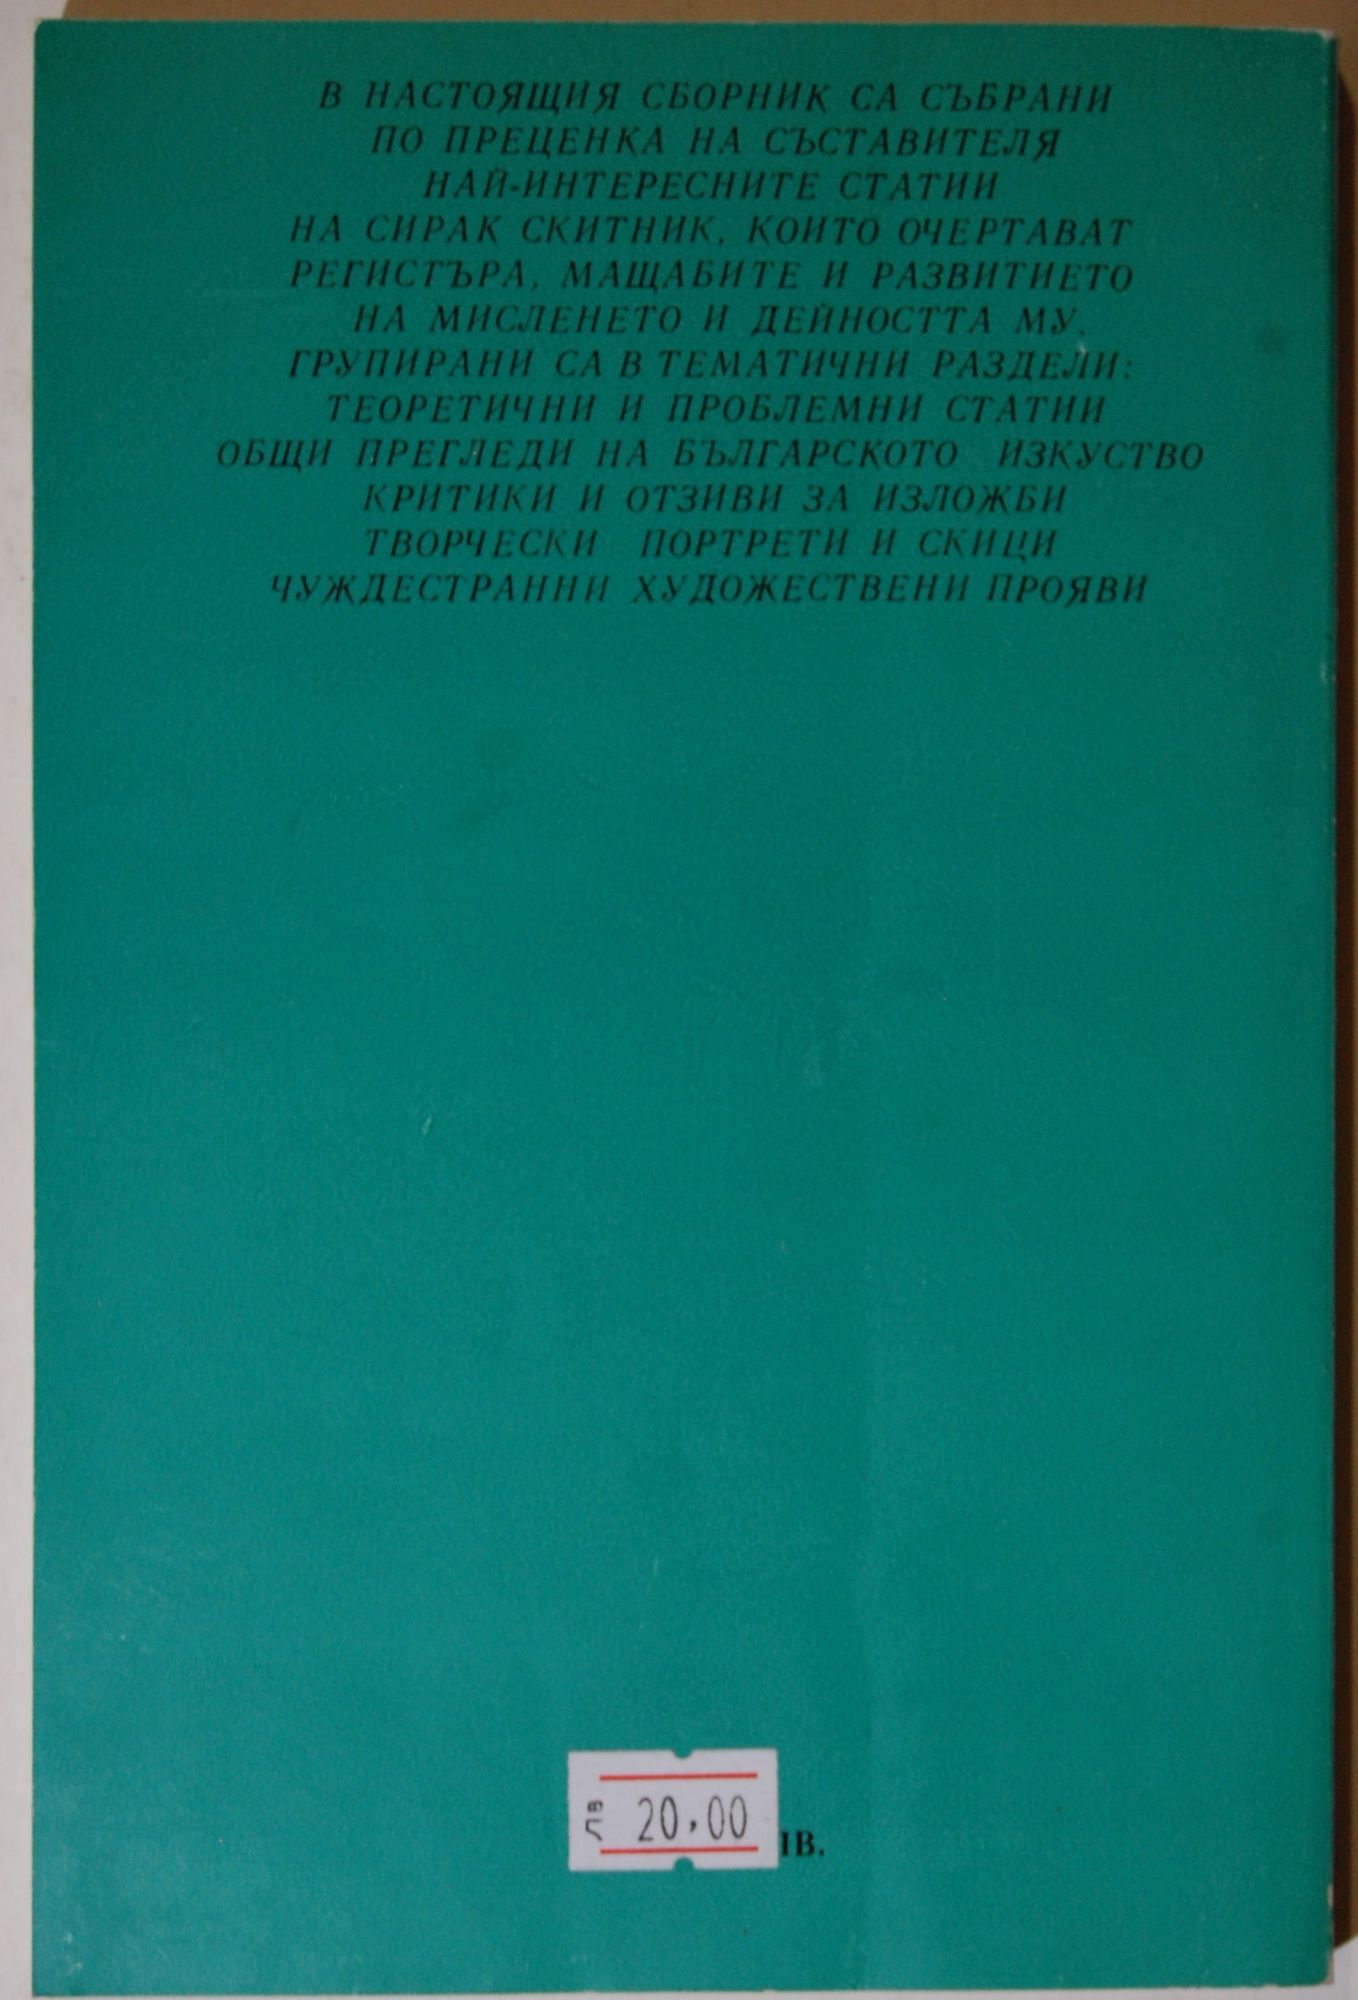 В НАСТОЯЩИЯ СБОРНИК СА СЪБРАНИ
ПО ПРЕЦЕНКА НА СЪСТАВИТЕЛЯ
НАЙ-ИНТЕРЕСНИТЕ СТАТИИ
НА СИРАК СКИТНИК, КОИТО ОЧЕРТАВАТ
РЕГИСТЪРА, МАЩАБИТЕ И РАЗВИТИЕТО
НА МИСЛЕНЕТО И ДЕЙНОСТТА МУ.
ГРУПИРАНИ СА В ТЕМАТИЧНИ РАЗДЕЛИ:
ТЕОРЕТИЧНИ И ПРОБЛЕМНИ СТАТИИ
ОБЩИ ПРЕГЛЕДИ НА БЪЛГАРСКОТО ИЗКУСТВО
КРИТИКИ И ОТЗИВИ ЗА ИЗЛОЖБИ
ТВОРЧЕСКИ ПОРТРЕТИ И СКИЦИ
ЧУЖДЕСТРАННИ ХУДОЖЕСТВЕНИ ПРОЯВИ
лв 20,00